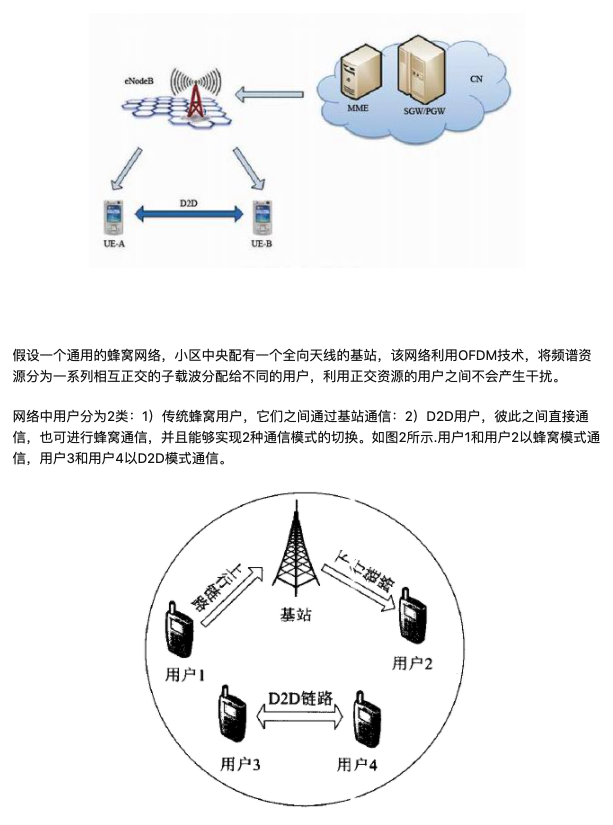 eNodeB
CN
MME
SGW/PGW
D2D
UE-A
UE-B
假设一个通用的蜂窝网络，小区中央配有一个全向天线的基站，该网络利用OFDM技术，将频谱资
源分为一系列相互正交的子载波分配给不同的用户，利用正交资源的用户之间不会产生干扰。
网络中用户分为2类：1）传统蜂窝用户，它们之间通过基站通信：2）D2D用户，彼此之间直接通
信，也可进行蜂窝通信，并且能够实现2种通信模式的切换。如图2所示.用户1和用户2以蜂窝模式通
信，用户3和用户4以D2D模式通信。
上行链路
下行链路
基站
用户1
用户2
D2D链路
用户3
用户4